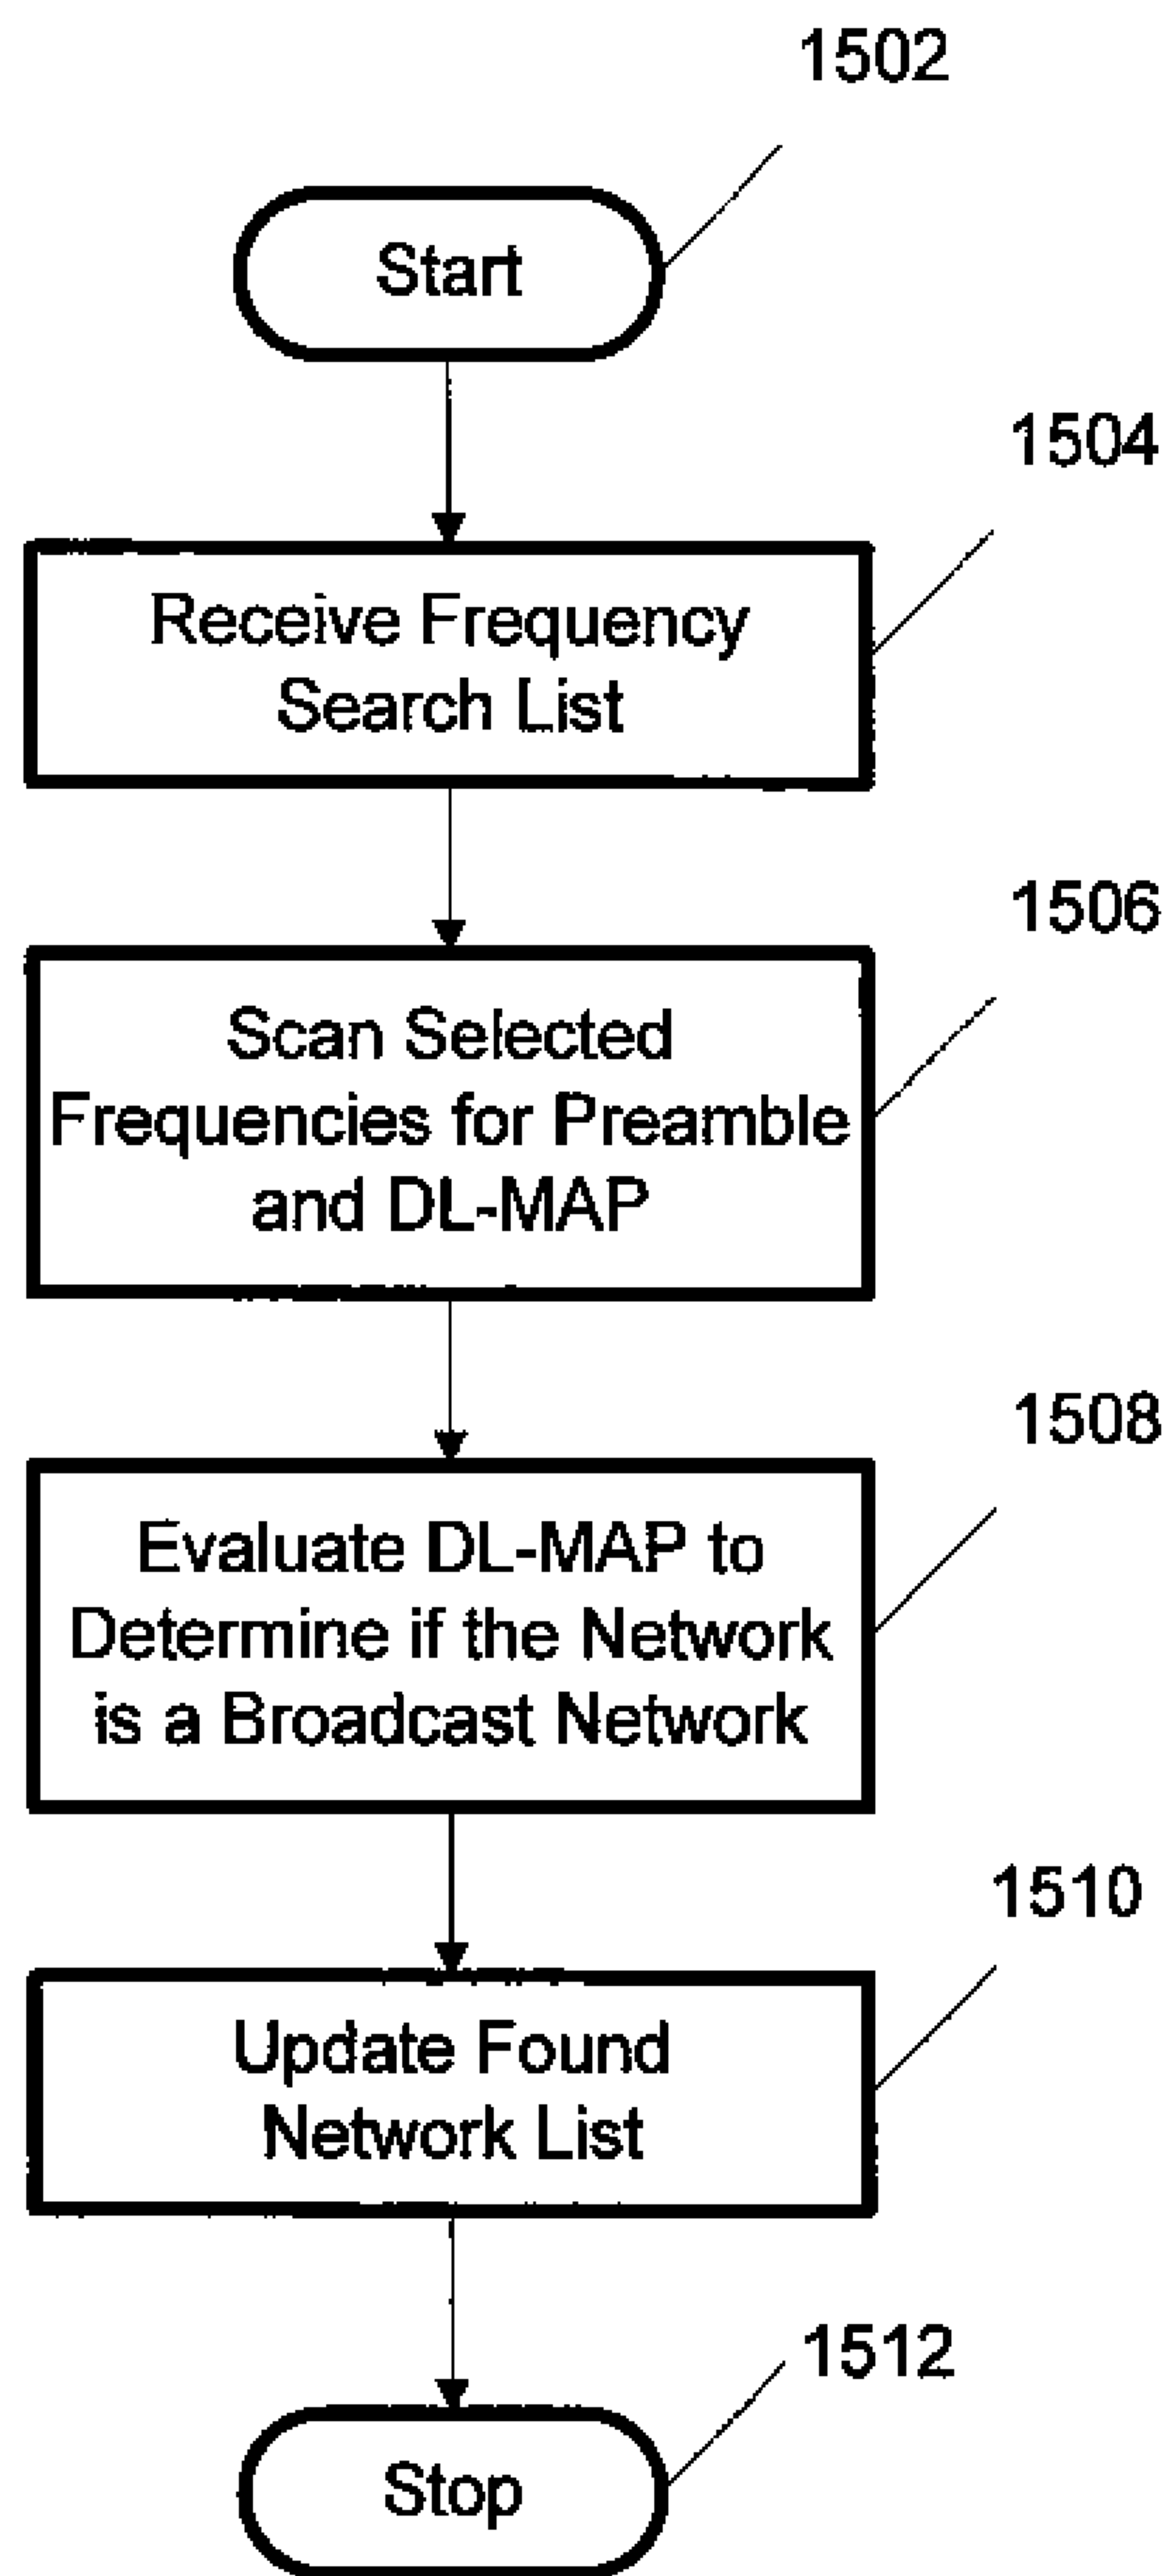 1502
Start
1504
Receive Frequency
Search List
1506
Scan Selected
Frequencies for Preamble
and DL-MAP
1508
Evaluate DL-MAP to
Determine if the Network
is a Broadcast Network
1510
Update Found
Network List
1512
Stop